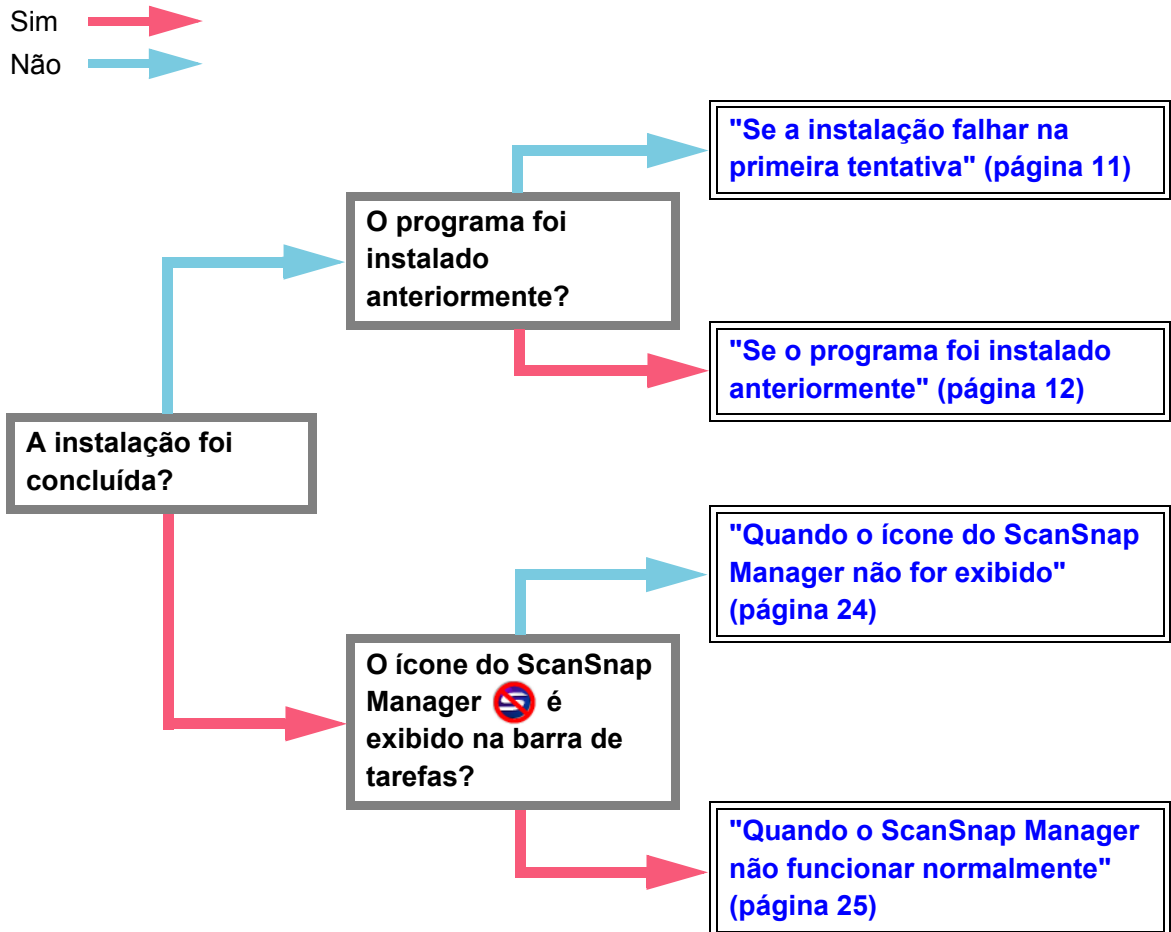 Sim
Não
"Se a instalação falhar na
primeira tentativa" (página 11)
O programa foi
instalado
anteriormente?
"Se o programa foi instalado
anteriormente" (página 12)
A instalação foi
concluída?
"Quando o ícone do ScanSnap
Manager não for exibido"
(página 24)
O ícone do ScanSnap
Manager é
exibido na barra de
tarefas?
"Quando o ScanSnap Manager
não funcionar normalmente"
(página 25)